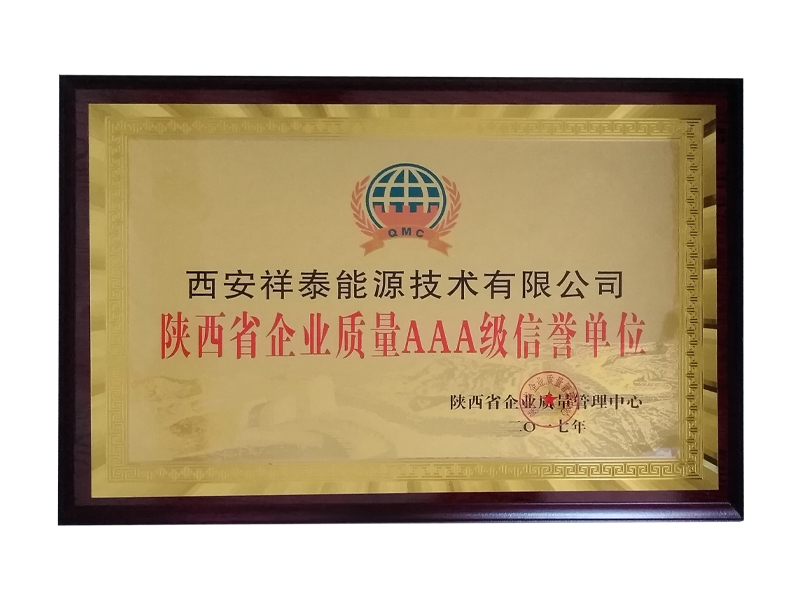 QMC
西安祥泰能源技术有限公司
陕西省企业质量AAA级信誉单位
陕西省企业质量管理中心
二〇一七年